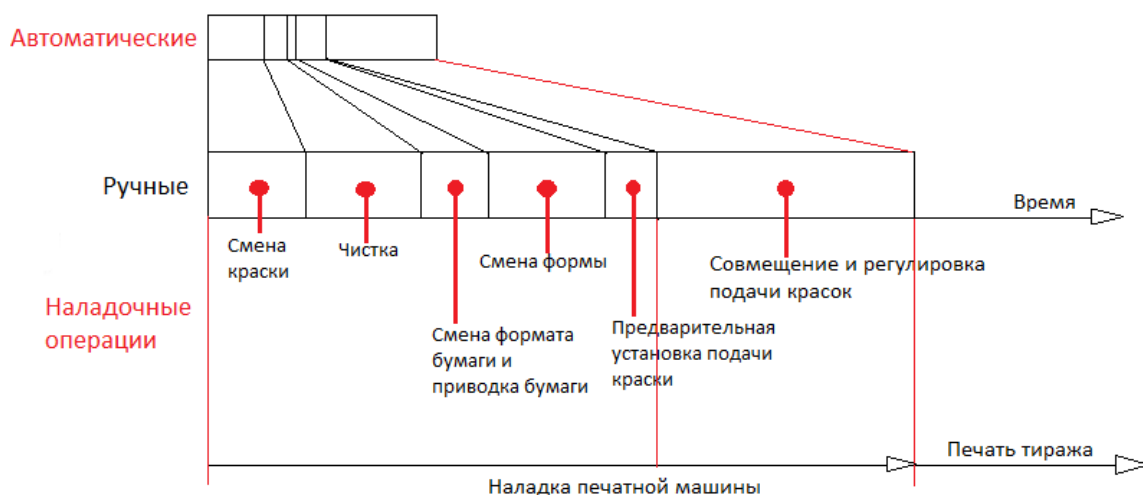 Автоматические
Ручные
Время
Смена
краски
Чистка
Смена формы
Совмещение и регулировка
подачи красок
Наладочные
операции
Смена формата
бумаги и
приводка бумаги
Предварительная
установка подачи
краски
Печать тиража
Наладка печатной машины